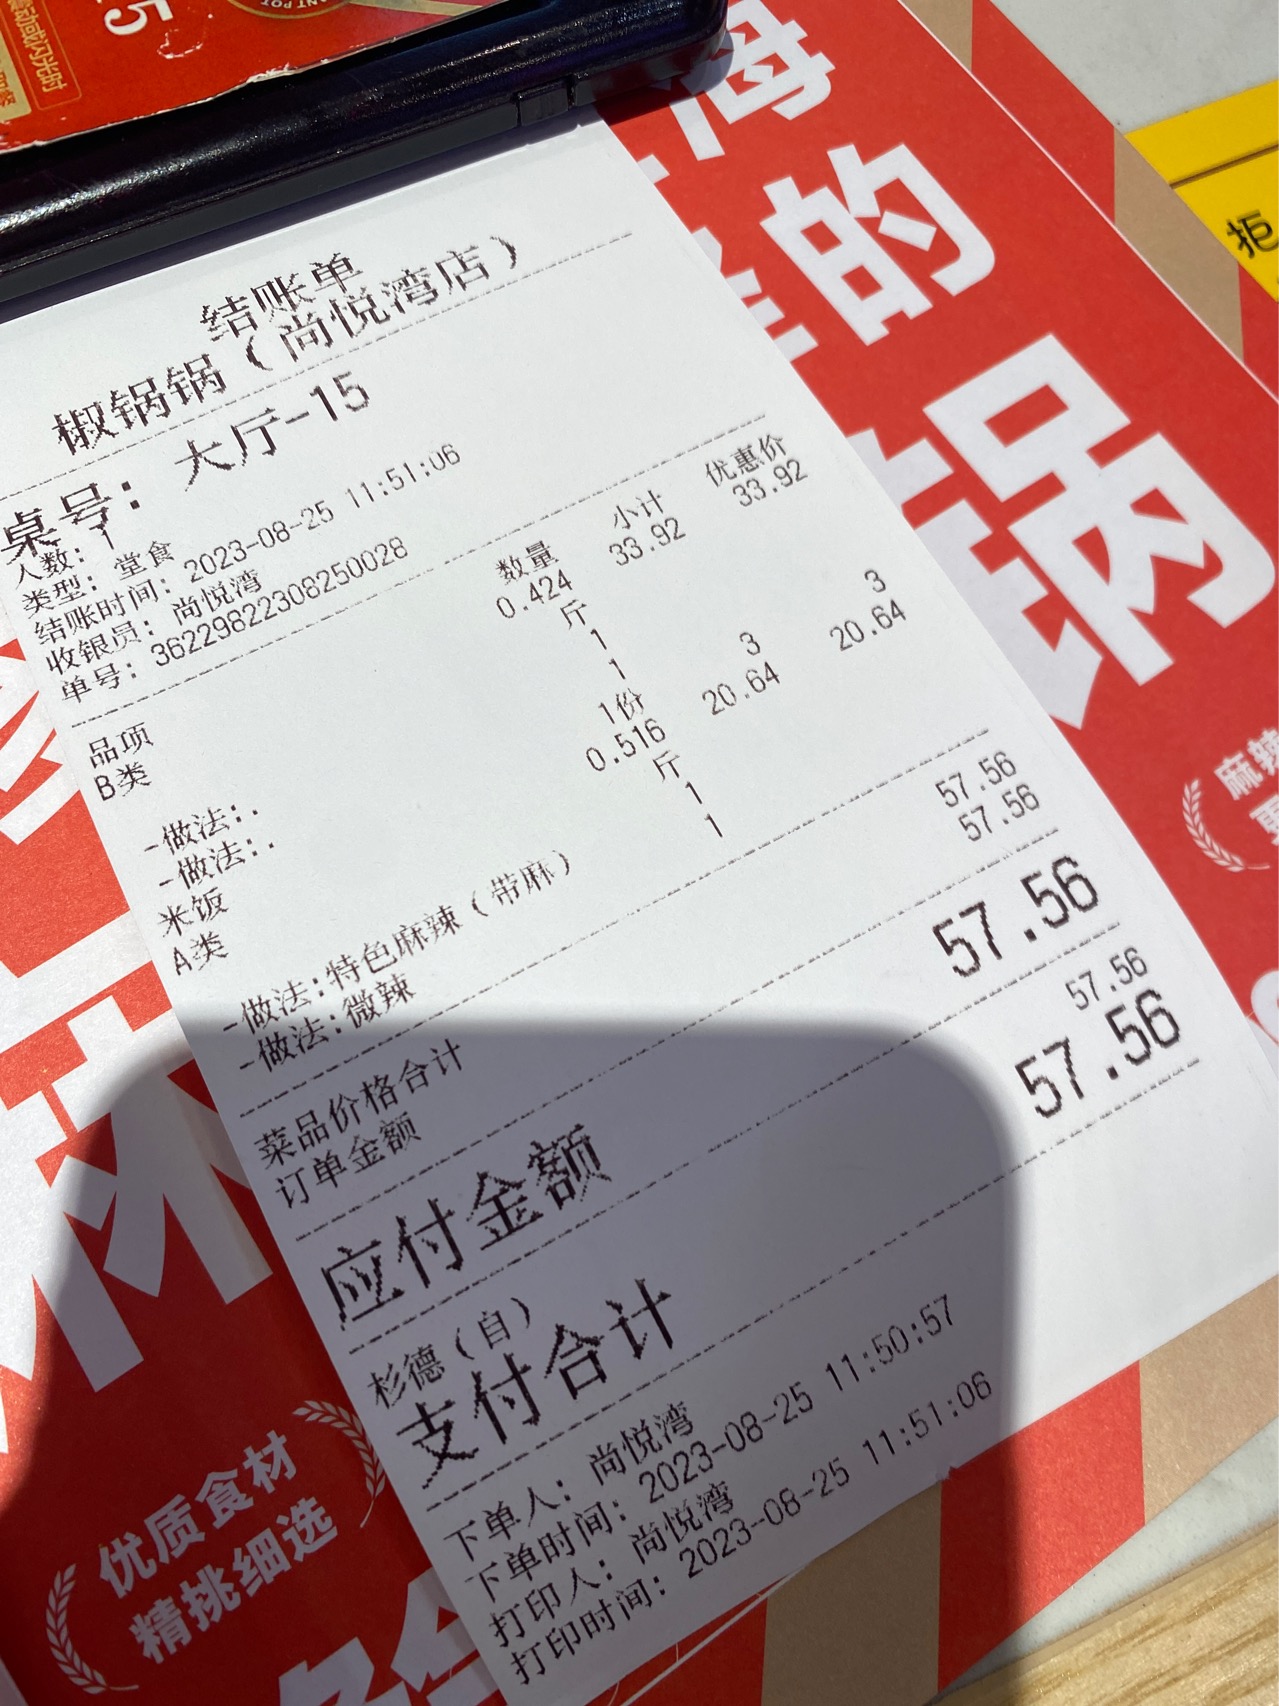 结账单
椒锅锅（尚悦湾店）
桌号： 大厅-15
人数：1
类型：堂食
结账时间：2023-08-25 11:51:06
收银员：尚悦湾
单号：36229822308250028
品项 数量 小计 优惠价
B类 0.424 33.92 33.92
斤
-做法:. 1
-做法:. 1
米饭 1份 3 3
A类 0.516 20.64 20.64
斤
-做法:特色麻辣（带麻） 1
-做法:微辣 1
菜品价格合计 57.56
订单金额 57.56
应付金额 57.56
杉德（自） 57.56
支付合计 57.56
下单人：尚悦湾
下单时间：2023-08-25 11:50:57
打印人：尚悦湾
打印时间：2023-08-25 11:51:06
优质食材
精挑细选
的
锅
麻辣
拒